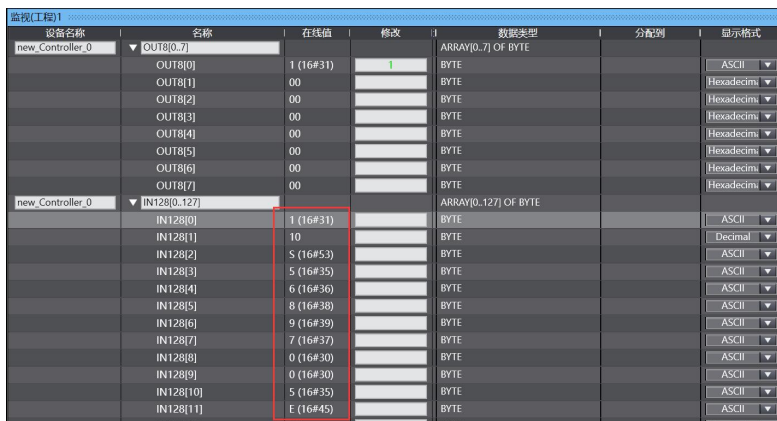 监视(工程)1
设备名称 名称 在线值 修改 数据类型 分配到 显示格式
new_Controller_0 ▼ OUT8[0..7] ARRAY[0..7] OF BYTE
OUT8[0] 1 (16#31) 1 BYTE ASCII ▼
OUT8[1] 00 BYTE Hexadecima ▼
OUT8[2] 00 BYTE Hexadecima ▼
OUT8[3] 00 BYTE Hexadecima ▼
OUT8[4] 00 BYTE Hexadecima ▼
OUT8[5] 00 BYTE Hexadecima ▼
OUT8[6] 00 BYTE Hexadecima ▼
OUT8[7] 00 BYTE Hexadecima ▼
new_Controller_0 ▼ IN128[0..127] ARRAY[0..127] OF BYTE
IN128[0] 1 (16#31) BYTE ASCII ▼
IN128[1] 10 BYTE Decimal ▼
IN128[2] S (16#53) BYTE ASCII ▼
IN128[3] 5 (16#35) BYTE ASCII ▼
IN128[4] 6 (16#36) BYTE ASCII ▼
IN128[5] 8 (16#38) BYTE ASCII ▼
IN128[6] 9 (16#39) BYTE ASCII ▼
IN128[7] 7 (16#37) BYTE ASCII ▼
IN128[8] 0 (16#30) BYTE ASCII ▼
IN128[9] 0 (16#30) BYTE ASCII ▼
IN128[10] 5 (16#35) BYTE ASCII ▼
IN128[11] E (16#45) BYTE ASCII ▼